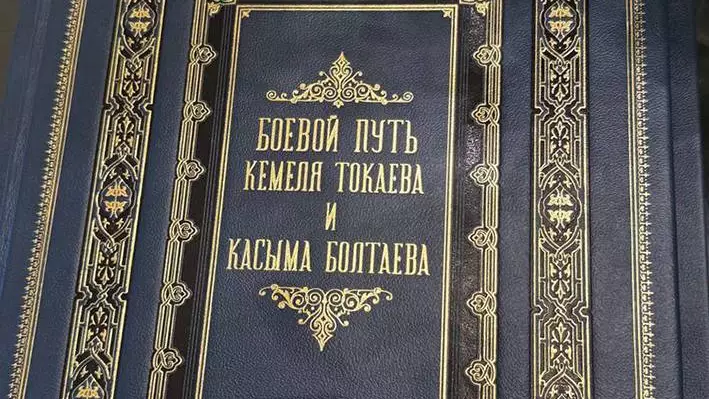 БОЕВОЙ ПУТЬ
КЕМЕЛЯ ТОКАЕВА
И
КАСЫМА БОЛТАЕВА